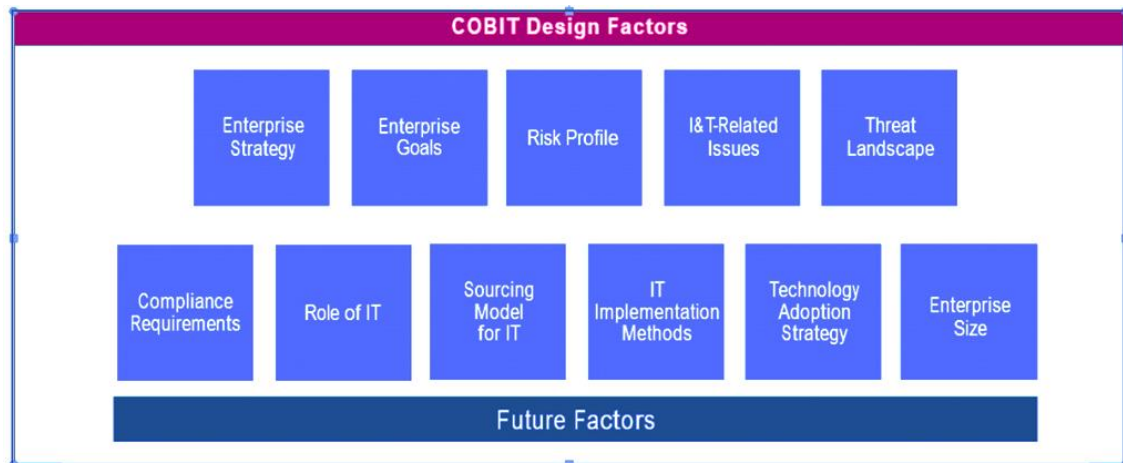 COBIT Design Factors
Enterprise
Strategy
Enterprise
Goals
Risk Profile
I&T-Related
Issues
Threat
Landscape
Compliance
Requirements
Role of IT
Sourcing
Model
for IT
IT
Implementation
Methods
Technology
Adoption
Strategy
Enterprise
Size
Future Factors